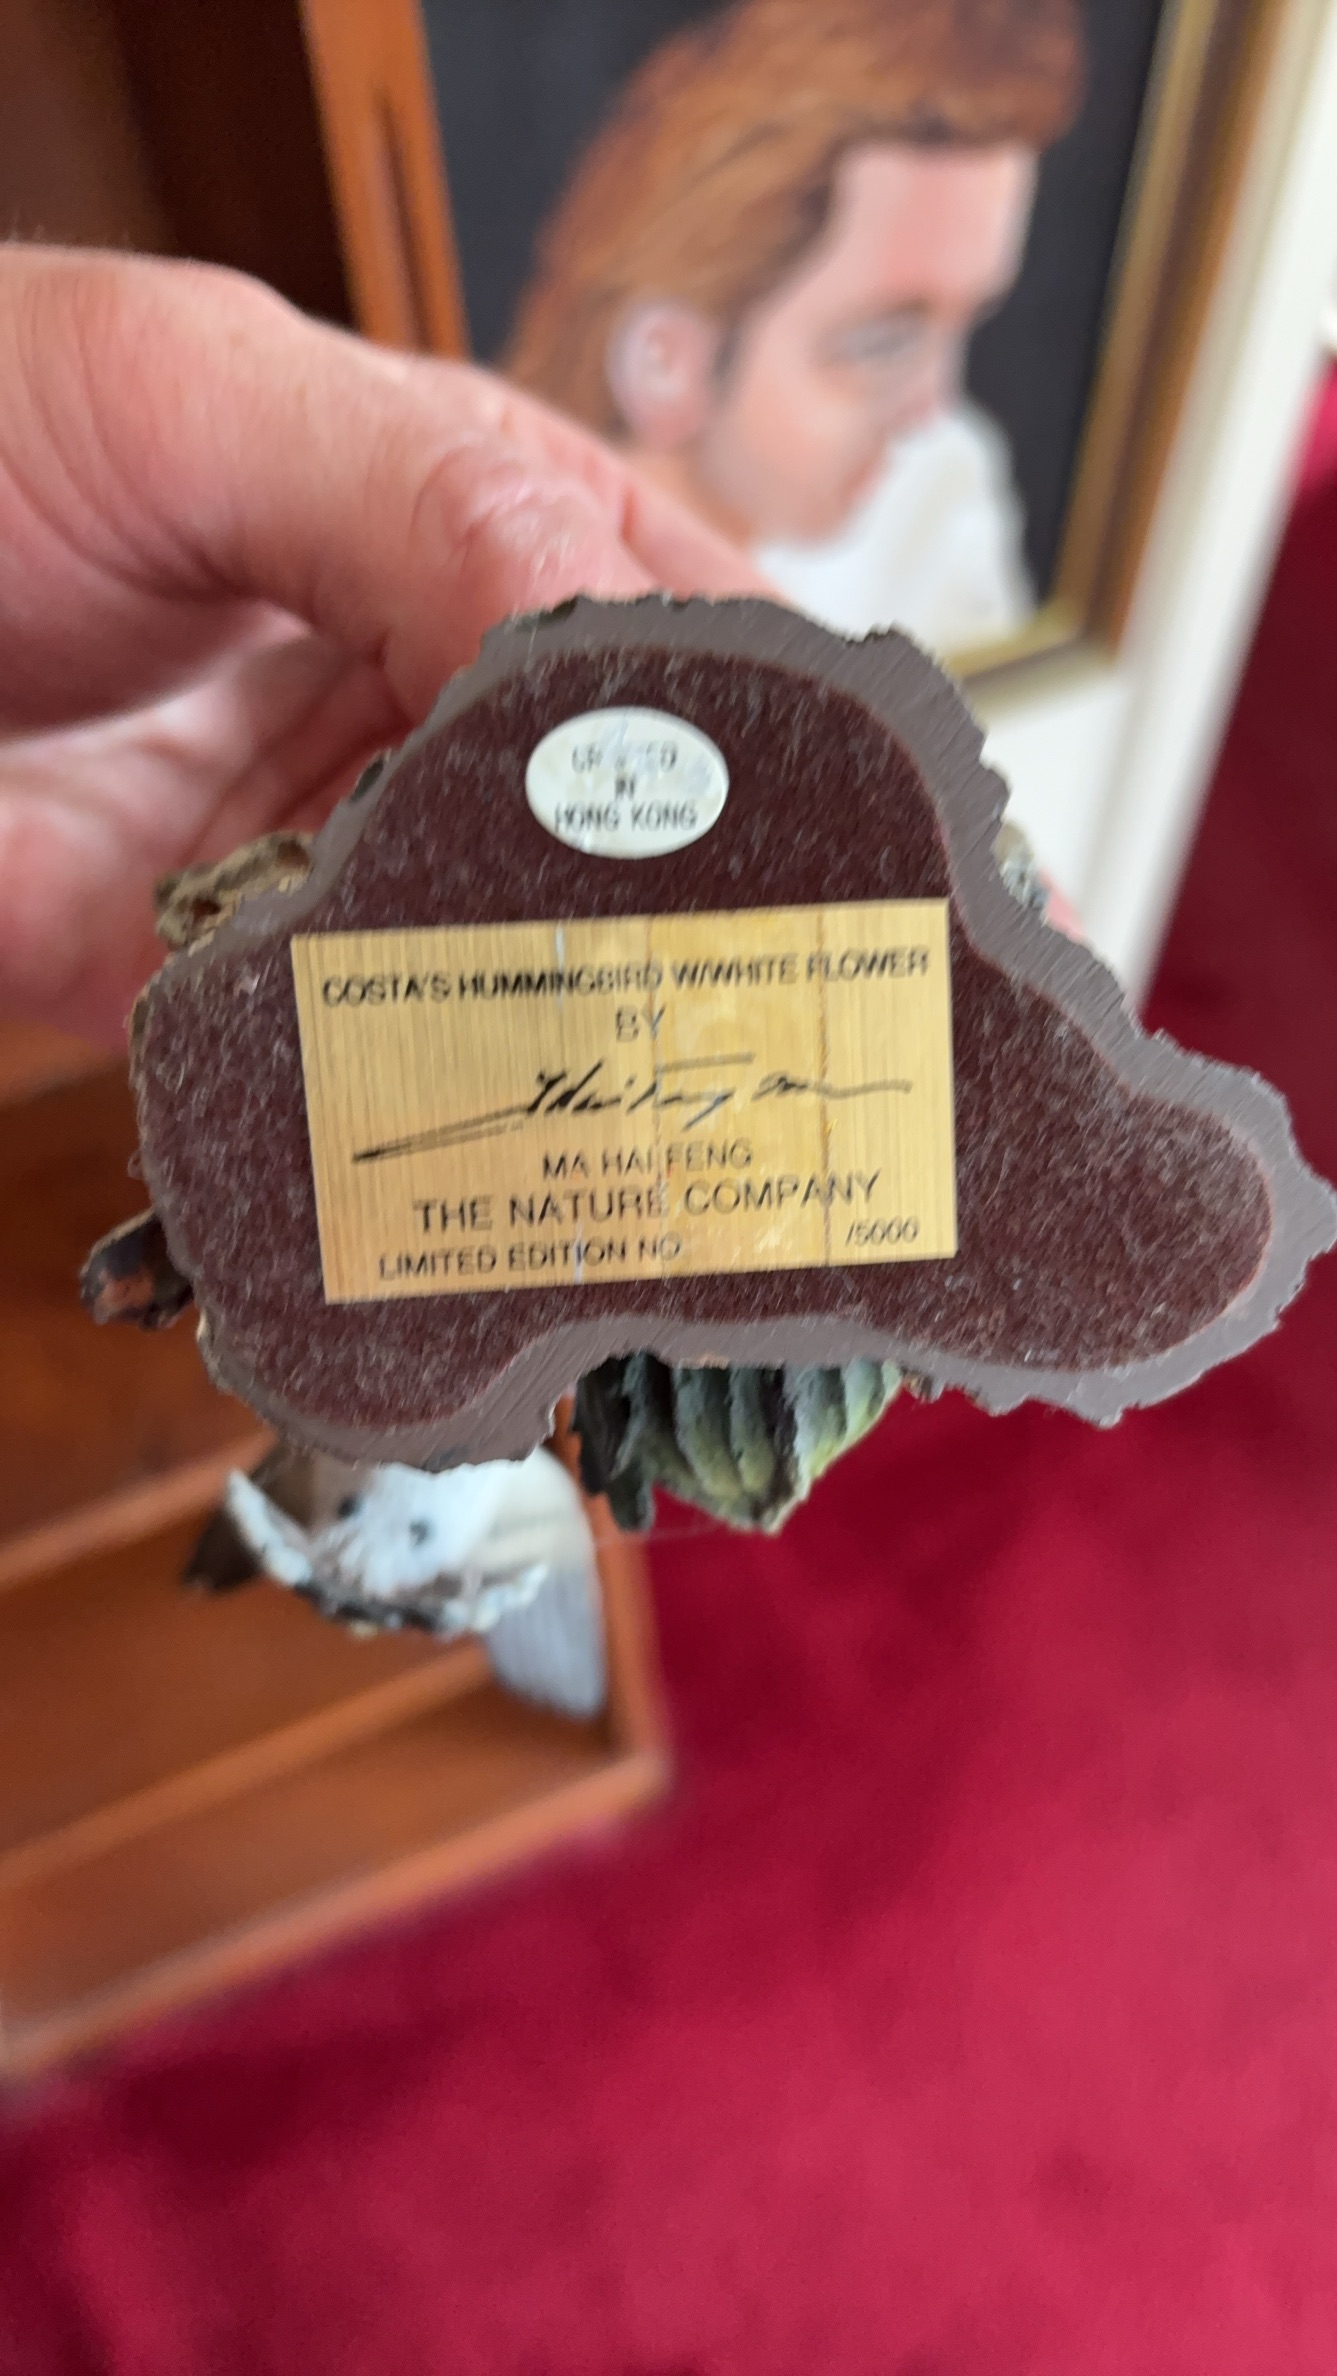 CRAFTED
IN
HONG KONG
COSTA'S HUMMINGBIRD W/WHITE FLOWER
BY
MA HAI FENG
THE NATURE COMPANY
LIMITED EDITION NO /5000